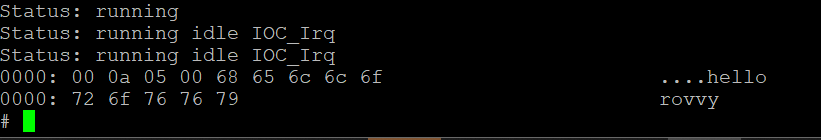 Status: running
Status: running idle IOC_Irq
Status: running idle IOC_Irq
0000: 00 0a 05 00 68 65 6c 6c 6f ....hello
0000: 72 6f 76 76 79 rovvy
#